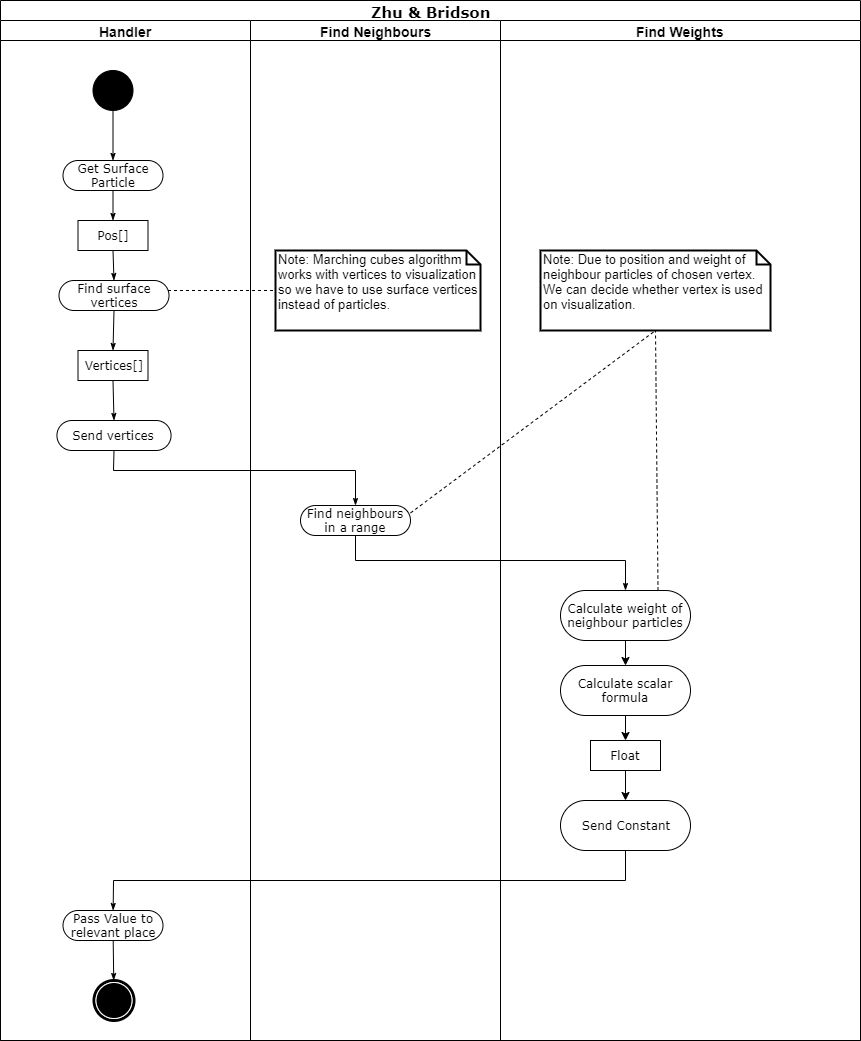 Zhu & Bridson
Handler
Find Neighbours
Find Weights
Get Surface
Particle
Pos[]
Find surface
vertices
Note: Marching cubes algorithm
works with vertices to visualization
so we have to use surface vertices
instead of particles.
Note: Due to position and weight of
neighbour particles of chosen vertex.
We can decide whether vertex is used
on visualization.
Vertices[]
Send vertices
Find neighbours
in a range
Calculate weight of
neighbour particles
Calculate scalar
formula
Float
Send Constant
Pass Value to
relevant place